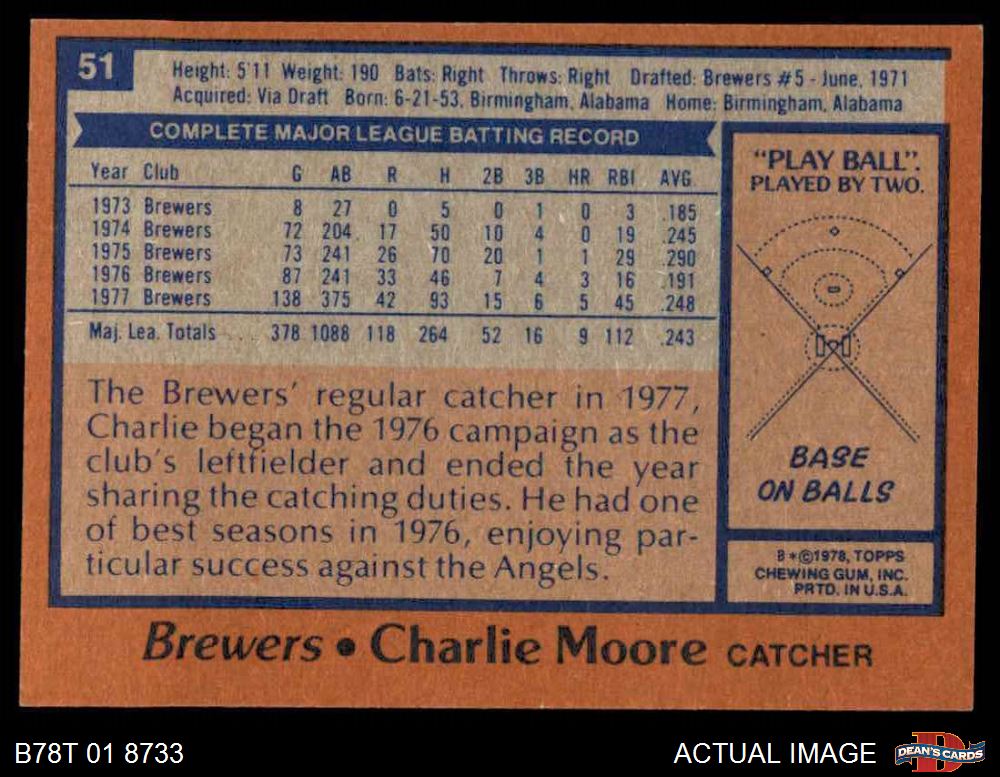 51
Height: 5'11 Weight: 190 Bats: Right Throws: Right Drafted: Brewers #5 - June, 1971
Acquired: Via Draft Born: 6-21-53, Birmingham, Alabama Home: Birmingham, Alabama
COMPLETE MAJOR LEAGUE BATTING RECORD
Year Club G AB R H 2B 3B HR RBI AVG.
1973 Brewers 8 27 0 5 0 1 0 3 .185
1974 Brewers 72 204 17 50 10 4 0 19 .245
1975 Brewers 73 241 26 70 20 1 1 29 .290
1976 Brewers 87 241 33 46 7 4 3 16 .191
1977 Brewers 138 375 42 93 15 6 5 45 .248
Maj. Lea. Totals 378 1088 118 264 52 16 9 112 .243
The Brewers' regular catcher in 1977,
Charlie began the 1976 campaign as the
club's leftfielder and ended the year
sharing the catching duties. He had one
of best seasons in 1976, enjoying par-
ticular success against the Angels.
"PLAY BALL".
PLAYED BY TWO.
BASE
ON BALLS
B*©1978, TOPPS
CHEWING GUM, INC.
PRTD. IN U.S.A.
Brewers • Charlie Moore CATCHER
B78T 01 8733
ACTUAL IMAGE
DEAN'S CARDS